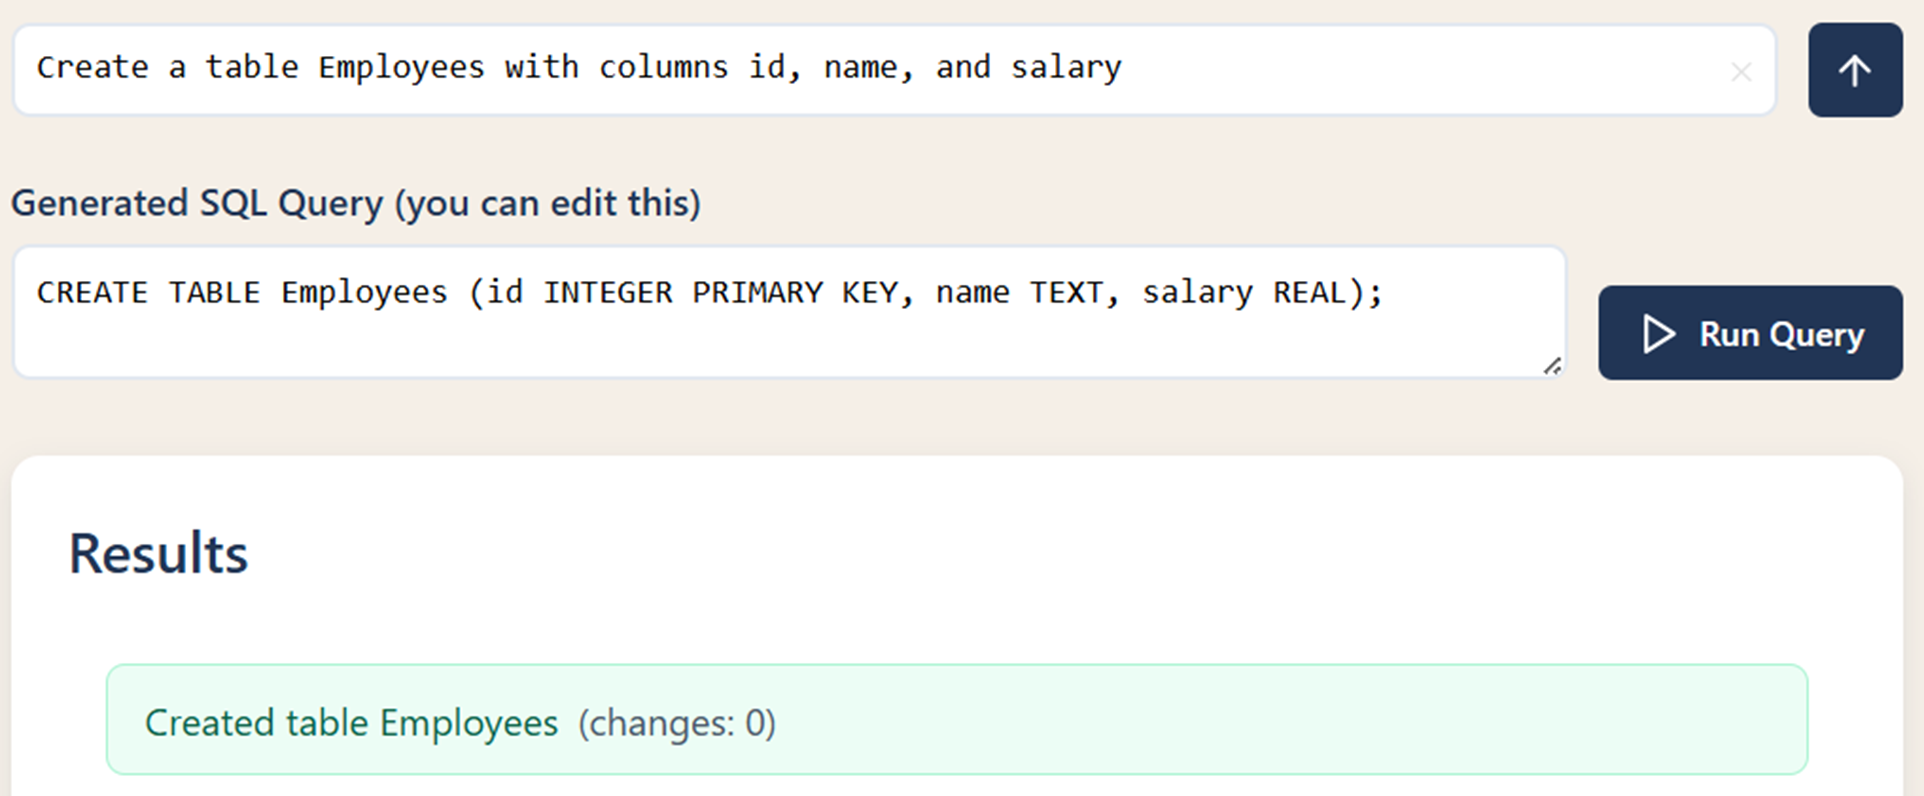 Create a table Employees with columns id, name, and salary
Generated SQL Query (you can edit this)
CREATE TABLE Employees (id INTEGER PRIMARY KEY, name TEXT, salary REAL);
Run Query
Results
Created table Employees (changes: 0)